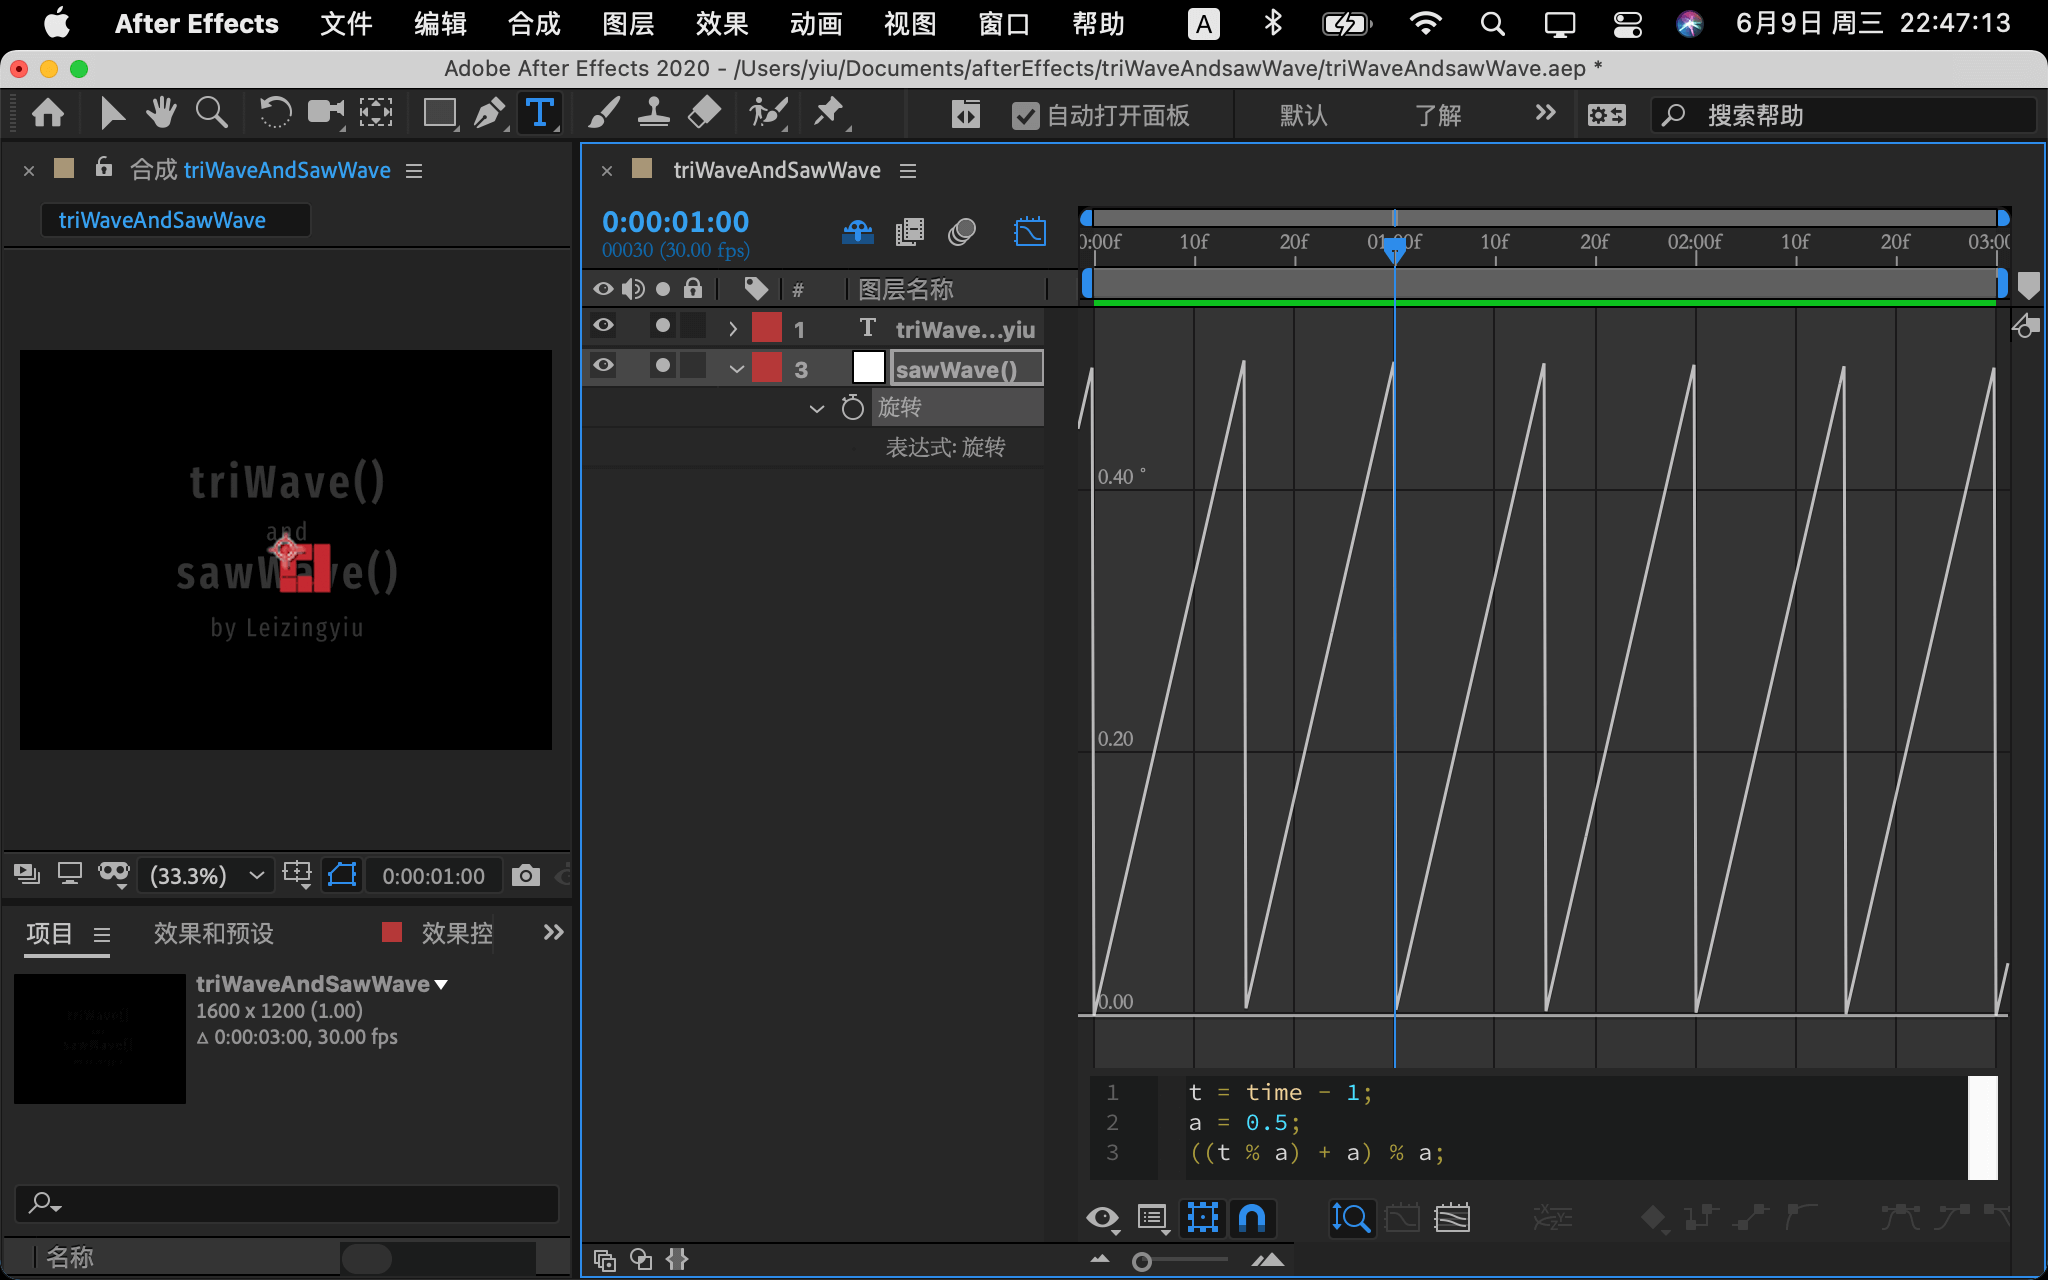 After Effects 文件 编辑 合成 图层 效果 动画 视图 窗口 帮助 A 6月9日 周三 22:47:13
Adobe After Effects 2020 - /Users/yiu/Documents/afterEffects/triWaveAndsawWave/triWaveAndsawWave.aep *
T 自动打开面板 默认 了解 搜索帮助
合成 triWaveAndSawWave
triWaveAndSawWave
triWave()
and
sawWave()
by Leizingyiu
(33.3%) 0:00:01:00
项目 效果和预设 效果控
triWaveAndSawWave
1600 x 1200 (1.00)
Δ 0:00:03:00, 30.00 fps
名称
triWaveAndSawWave
0:00:01:00
00030 (30.00 fps)
0:00f 10f 20f 01:00f 10f 20f 02:00f 10f 20f 03:00
# 图层名称
1 T triWave...yiu
3 sawWave()
旋转
表达式: 旋转
0.40 °
0.20
0.00
1 t = time - 1;
2 a = 0.5;
3 ((t % a) + a) % a;